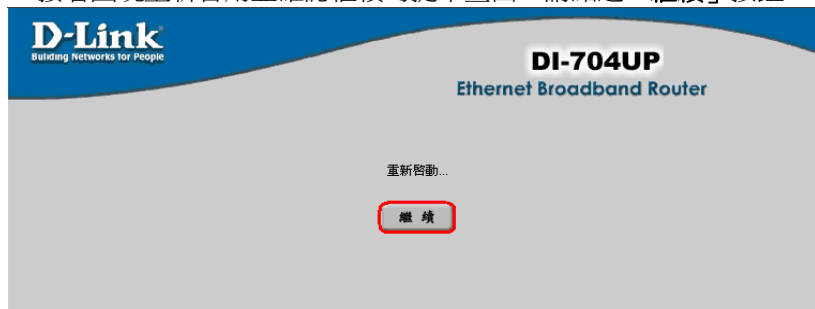 D-Link
Building Networks for People
DI-704UP
Ethernet Broadband Router
重新啓動...
繼 續